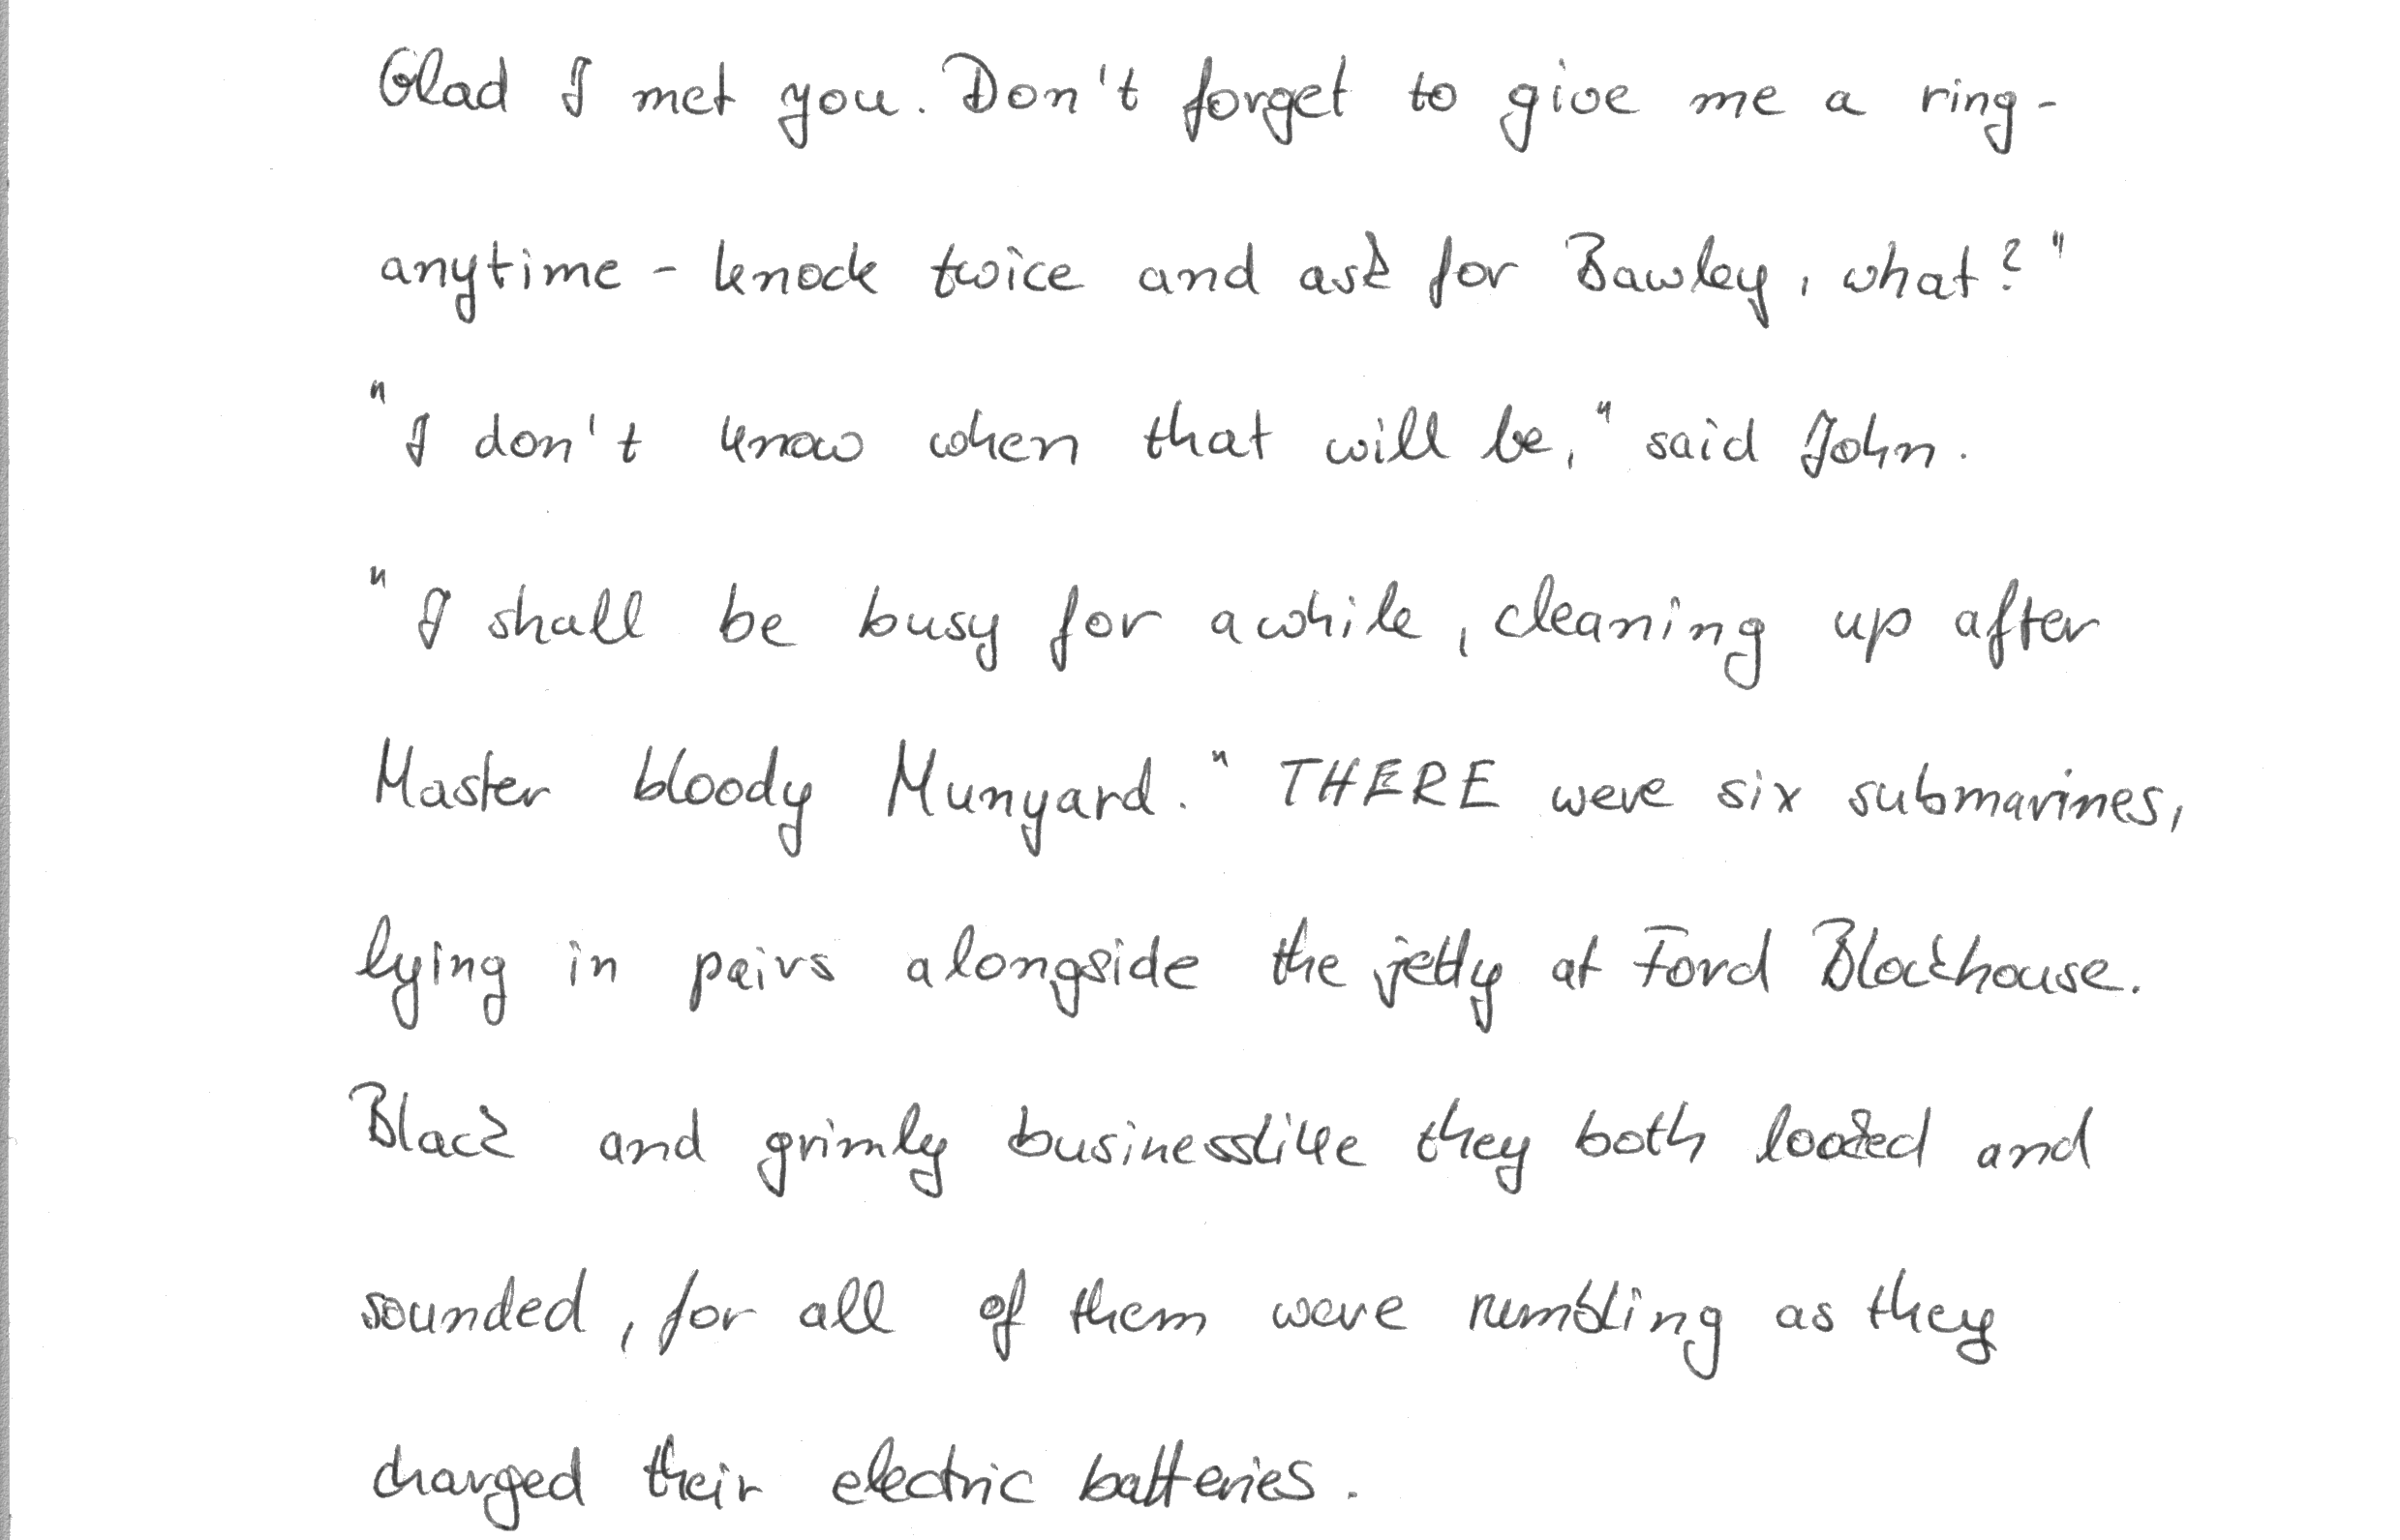 Glad I met you. Don't forget to give me a ring -
anytime - knock twice and ask for Bawley, what?"
"I don't know when that will be," said John.
"I shall be busy for awhile, cleaning up after
Master bloody Munyard." THERE were six submarines,
lying in pairs alongside the jetty at Ford Blockhouse.
Black and grimly businesslike they both looked and
sounded, for all of them were rumbling as they
charged their electric batteries.